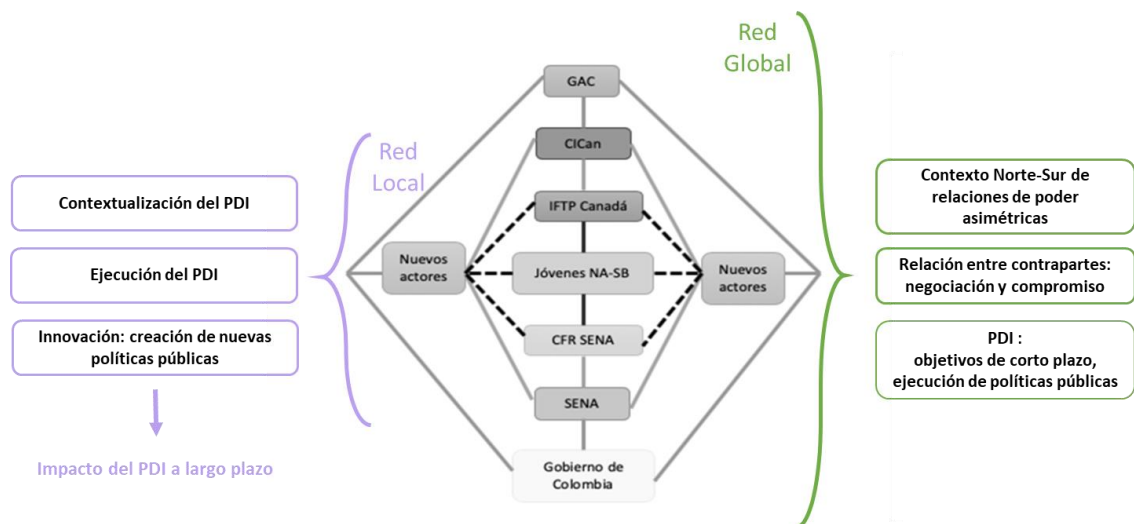 Red
Local
Contextualización del PDI
Ejecución del PDI
Innovación: creación de nuevas
políticas públicas
Impacto del PDI a largo plazo
GAC
CICan
IFTP Canadá
Nuevos
actores
Jóvenes NA-SB
Nuevos
actores
CFR SENA
SENA
Gobierno de
Colombia
Red
Global
Contexto Norte-Sur de
relaciones de poder
asimétricas
Relación entre contrapartes:
negociación y compromiso
PDI :
objetivos de corto plazo,
ejecución de políticas públicas